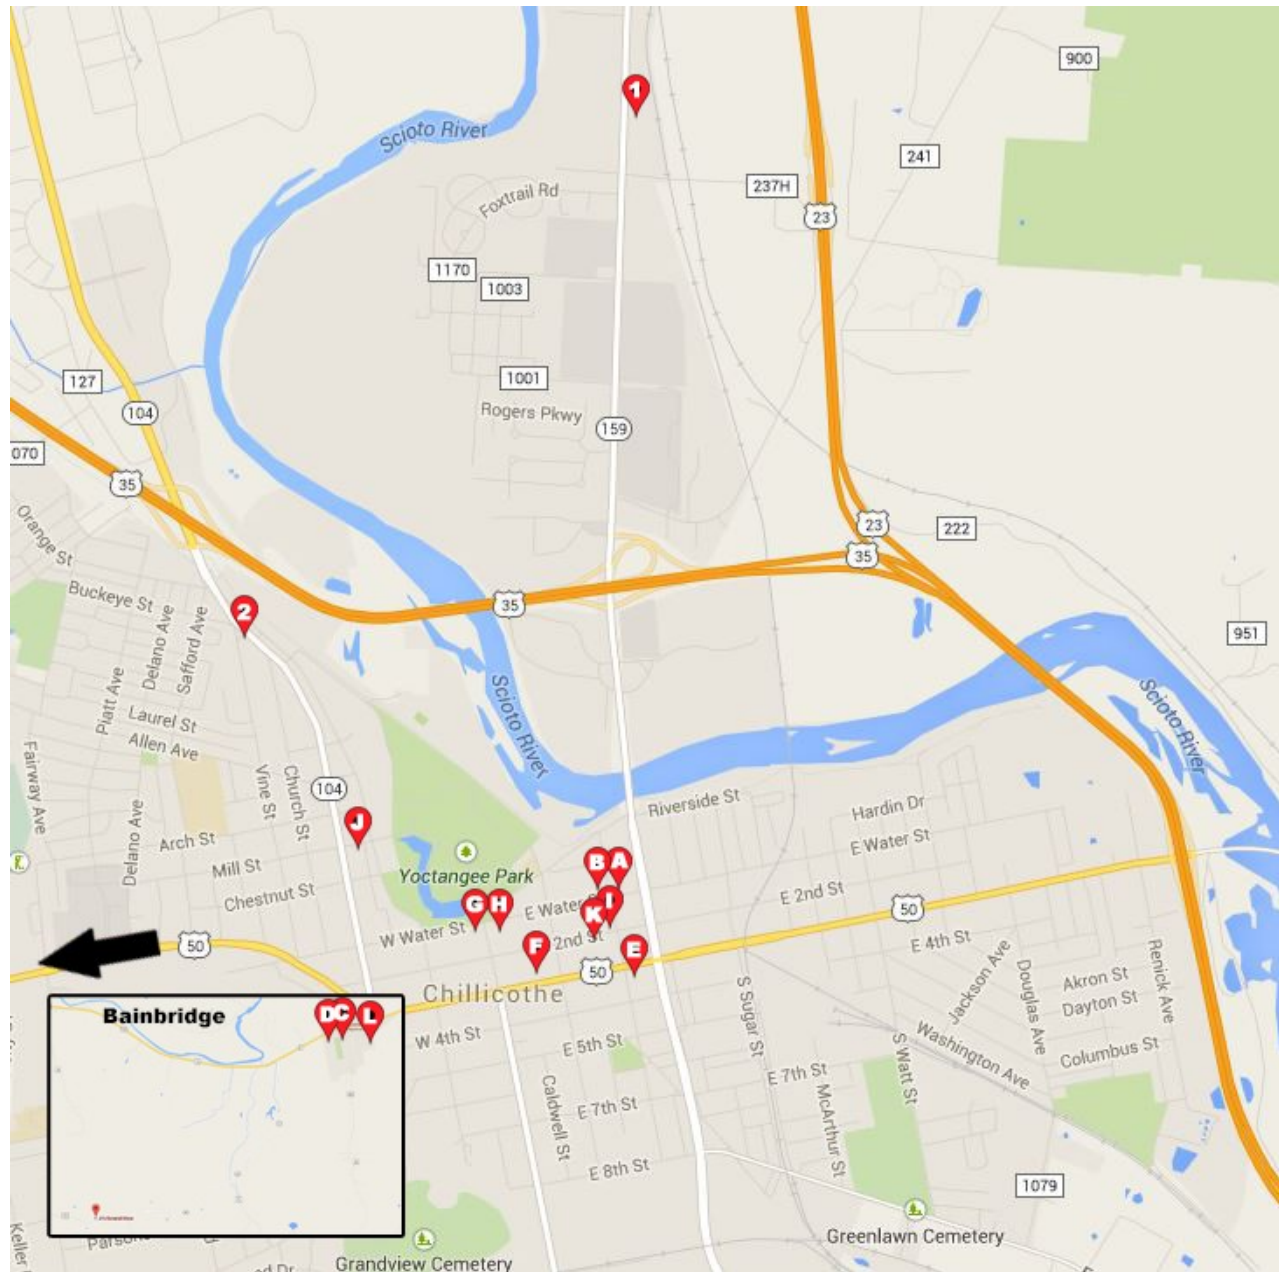 1
900
Scioto River
241
237H
Foxtrail Rd
23
1170
1003
127
1001
104
Rogers Pkwy
159
070
35
Orange St
23
222
35
Buckeye St
35
2
Delano Ave
Safford Ave
951
Platt Ave
Scioto River
Scioto River
Laurel St
Allen Ave
Fairway Ave
Vine St
Church St
104
Riverside St
Hardin Dr
Delano Ave
J
Arch St
E Water St
Mill St
B
A
Yoctangee Park
Chestnut St
E 2nd St
G
H
E Water S
I
K
50
W Water St
F
2nd St
E
50
E 4th St
50
Jackson Ave
Renick Ave
Chillicothe
S Sugar St
Douglas Ave
Akron St
Dayton St
Bainbridge
D
C
L
W 4th St
E 5th St
S Watt St
Washington Ave
Columbus St
E 7th St
McArthur St
Caldwell St
E 7th St
E 8th St
1079
Greenlawn Cemetery
Keller
Parson
Grandview Cemetery
nd Dr